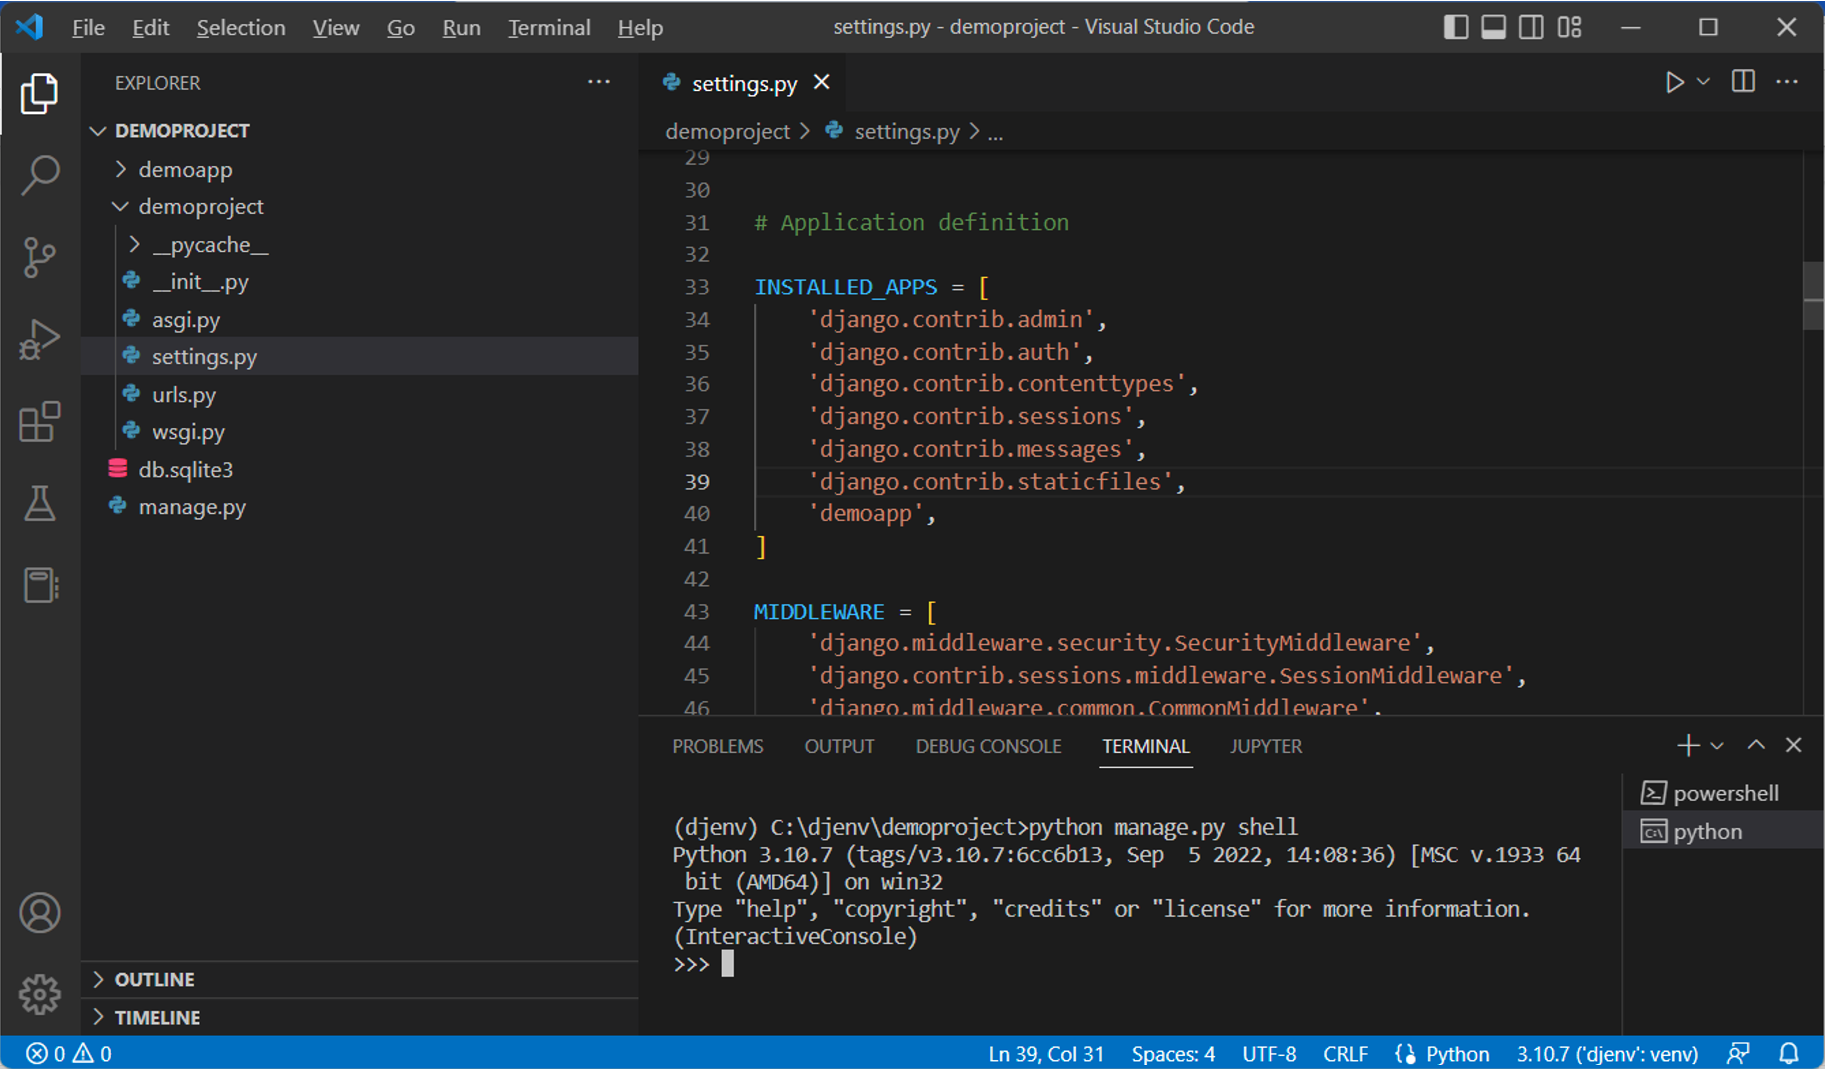 File Edit Selection View Go Run Terminal Help
settings.py - demoproject - Visual Studio Code
EXPLORER
DEMOPROJECT
demoapp
demoproject
__pycache__
__init__.py
asgi.py
settings.py
urls.py
wsgi.py
db.sqlite3
manage.py
OUTLINE
TIMELINE
settings.py
demoproject > settings.py > ...
29
30
31 # Application definition
32
33 INSTALLED_APPS = [
34 'django.contrib.admin',
35 'django.contrib.auth',
36 'django.contrib.contenttypes',
37 'django.contrib.sessions',
38 'django.contrib.messages',
39 'django.contrib.staticfiles',
40 'demoapp',
41 ]
42
43 MIDDLEWARE = [
44 'django.middleware.security.SecurityMiddleware',
45 'django.contrib.sessions.middleware.SessionMiddleware',
46 'django.middleware.common.CommonMiddleware',
PROBLEMS OUTPUT DEBUG CONSOLE TERMINAL JUPYTER
(djenv) C:\djenv\demoproject>python manage.py shell
Python 3.10.7 (tags/v3.10.7:6cc6b13, Sep  5 2022, 14:08:36) [MSC v.1933 64
bit (AMD64)] on win32
Type "help", "copyright", "credits" or "license" for more information.
(InteractiveConsole)
>>>
powershell
python
0 0
Ln 39, Col 31 Spaces: 4 UTF-8 CRLF Python 3.10.7 ('djenv': venv)